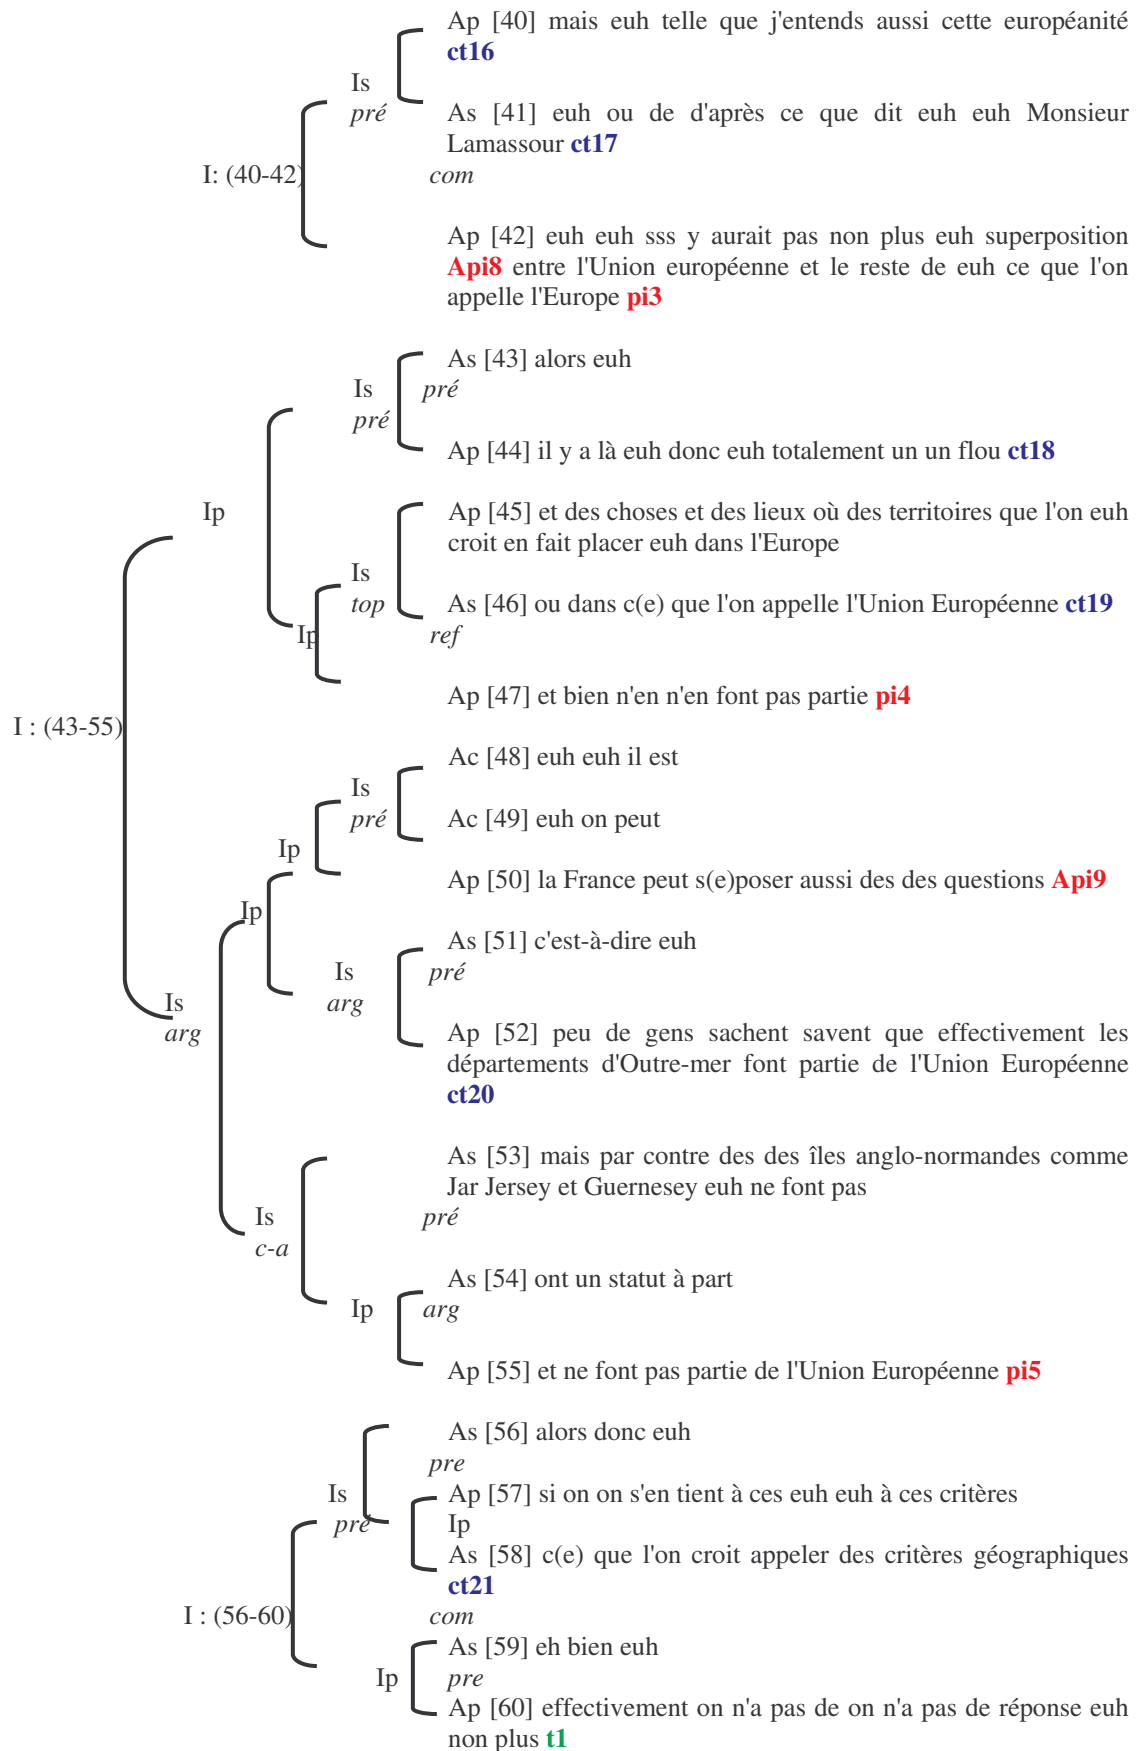 Ap [40] mais euh telle que j'entends aussi cette européanité
ct16
Is
pré
As [41] euh ou de d'après ce que dit euh euh Monsieur
Lamassour ct17
I: (40-42)
com
Ap [42] euh euh sss y aurait pas non plus euh superposition
Api8 entre l'Union européenne et le reste de euh ce que l'on
appelle l'Europe pi3
As [43] alors euh
Is
pré
pré
Ap [44] il y a là euh donc euh totalement un un flou ct18
Ip
Ap [45] et des choses et des lieux où des territoires que l'on euh
croit en fait placer euh dans l'Europe
Is
top
As [46] ou dans c(e) que l'on appelle l'Union Européenne ct19
Ip
ref
Ap [47] et bien n'en n'en font pas partie pi4
I : (43-55)
Ac [48] euh euh il est
Is
pré
Ac [49] euh on peut
Ip
Ap [50] la France peut s(e)poser aussi des des questions Api9
Ip
As [51] c'est-à-dire euh
Is
pré
arg
Is
arg
Ap [52] peu de gens sachent savent que effectivement les
départements d'Outre-mer font partie de l'Union Européenne
ct20
As [53] mais par contre des des îles anglo-normandes comme
Jar Jersey et Guernesey euh ne font pas
Is
pré
c-a
As [54] ont un statut à part
Ip
arg
Ap [55] et ne font pas partie de l'Union Européenne pi5
As [56] alors donc euh
pre
Is
pré
Ap [57] si on on s'en tient à ces euh euh à ces critères
Ip
As [58] c(e) que l'on croit appeler des critères géographiques
ct21
I : (56-60)
com
As [59] eh bien euh
Ip
pre
Ap [60] effectivement on n'a pas de on n'a pas de réponse euh
non plus t1